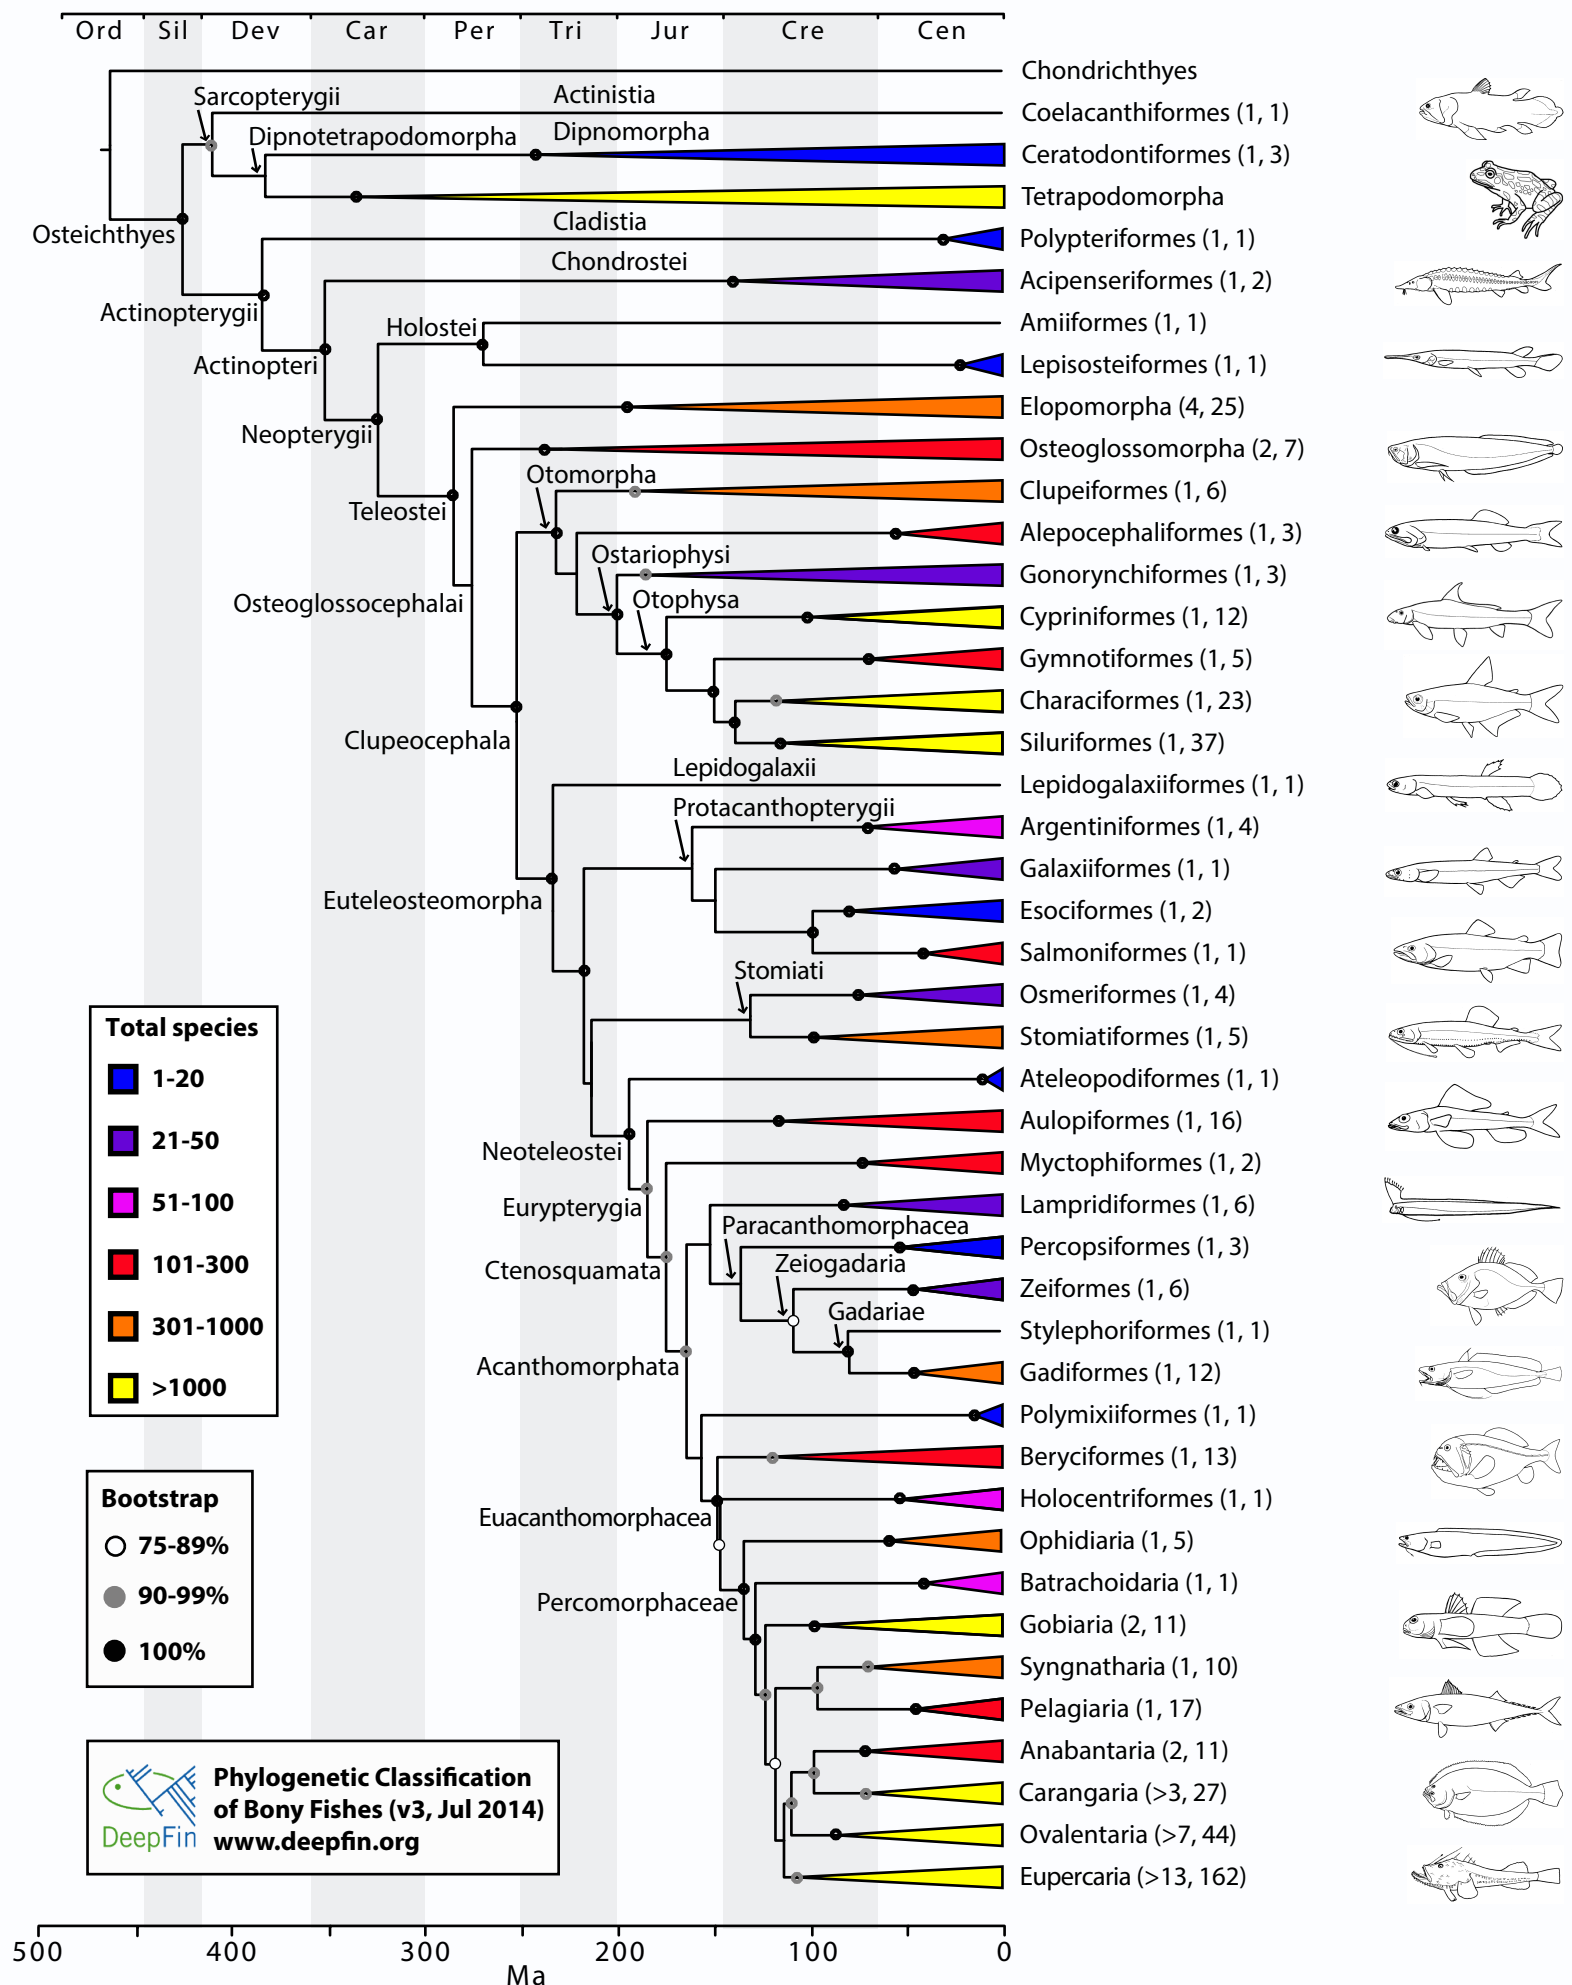 Ord Sil Dev Car Per Tri Jur Cre Cen
Chondrichthyes
Sarcopterygii
Actinistia
Coelacanthiformes (1, 1)
Dipnotetrapodomorpha
Dipnomorpha
Ceratodontiformes (1, 3)
Tetrapodomorpha
Osteichthyes
Cladistia
Polypteriformes (1, 1)
Chondrostei
Acipenseriformes (1, 2)
Actinopterygii
Holostei
Amiiformes (1, 1)
Actinopteri
Lepisosteiformes (1, 1)
Elopomorpha (4, 25)
Neopterygii
Osteoglossomorpha (2, 7)
Otomorpha
Clupeiformes (1, 6)
Teleostei
Alepocephaliformes (1, 3)
Ostariophysi
Gonorynchiformes (1, 3)
Osteoglossocephalai
Otophysa
Cypriniformes (1, 12)
Gymnotiformes (1, 5)
Characiformes (1, 23)
Clupeocephala
Siluriformes (1, 37)
Lepidogalaxii
Lepidogalaxiiformes (1, 1)
Protacanthopterygii
Argentiniformes (1, 4)
Galaxiiformes (1, 1)
Euteleosteomorpha
Esociformes (1, 2)
Salmoniformes (1, 1)
Stomiati
Osmeriformes (1, 4)
Stomiatiformes (1, 5)
Ateleopodiformes (1, 1)
Aulopiformes (1, 16)
Neoteleostei
Myctophiformes (1, 2)
Eurypterygia
Lampridiformes (1, 6)
Paracanthomorphacea
Percopsiformes (1, 3)
Ctenosquamata
Zeiogadaria
Zeiformes (1, 6)
Gadariae
Stylephoriformes (1, 1)
Acanthomorphata
Gadiformes (1, 12)
Polymixiiformes (1, 1)
Beryciformes (1, 13)
Holocentriformes (1, 1)
Euacanthomorphacea
Ophidiaria (1, 5)
Batrachoidaria (1, 1)
Percomorphaceae
Gobiaria (2, 11)
Syngnatharia (1, 10)
Pelagiaria (1, 17)
Anabantaria (2, 11)
Carangaria (>3, 27)
Ovalentaria (>7, 44)
Eupercaria (>13, 162)
Total species
1-20
21-50
51-100
101-300
301-1000
>1000
Bootstrap
75-89%
90-99%
100%
DeepFin
Phylogenetic Classification
of Bony Fishes (v3, Jul 2014)
www.deepfin.org
500 400 300 200 100 0
Ma